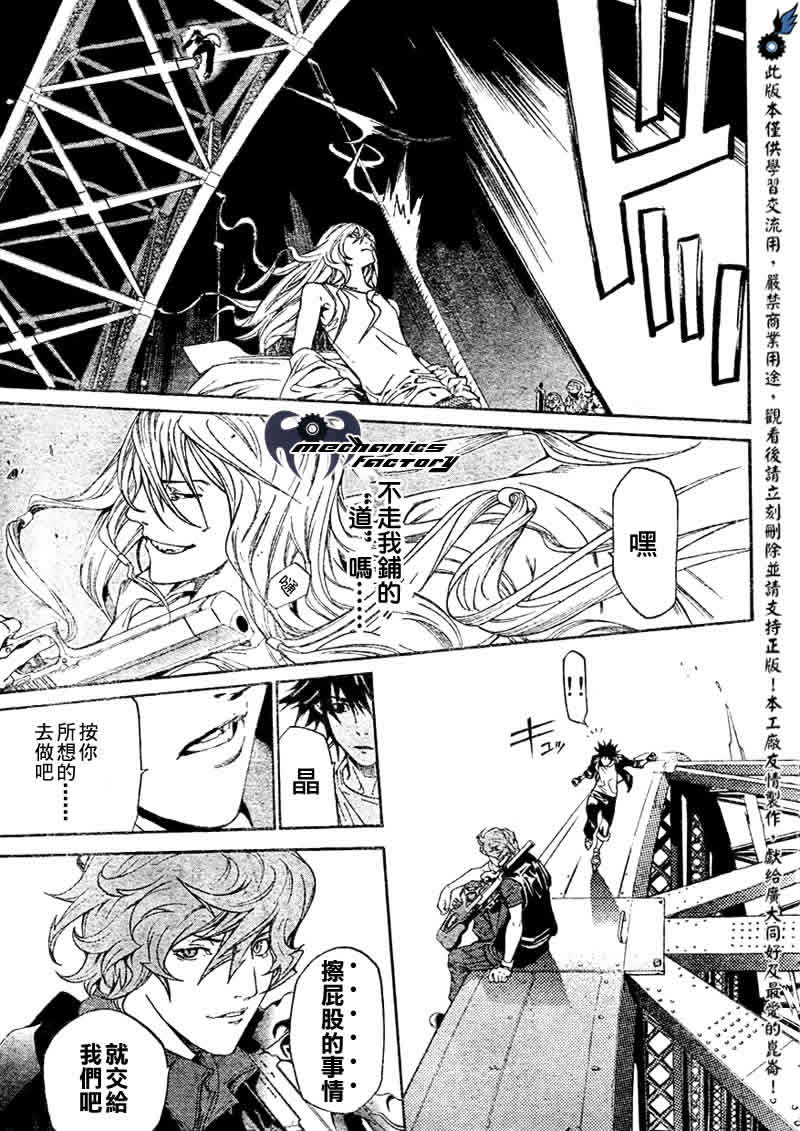 嘿
不走我鋪的
“道”嗎……
嗵
!!
キュッ
晶
按你
所想的
去做吧……
擦屁股的事情
……
就交給
我們吧
mechanics
factory
此版本僅供學習交流用，嚴禁商業用途，觀看後請立刻刪除並請支持正版！本工廠友情製作，獻給廣大同好及最愛的崑崙！